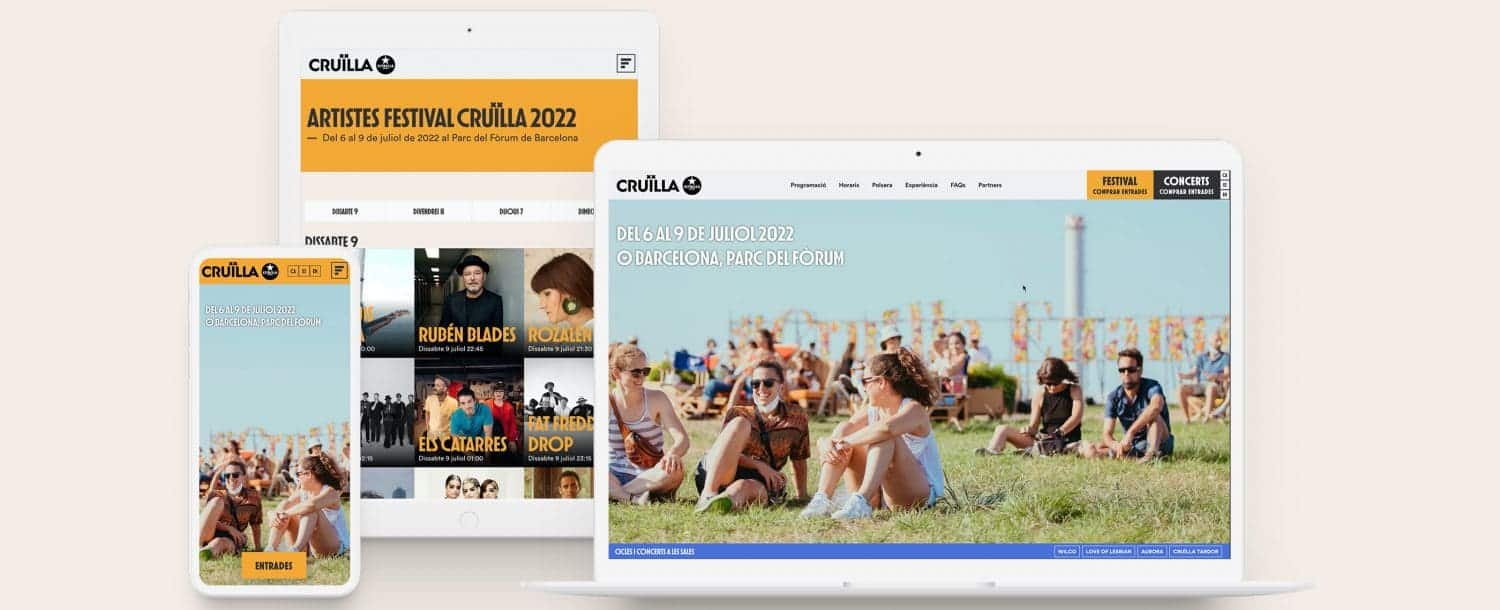 CRUÏLLA
ARTISTES FESTIVAL CRUÏLLA 2022
— Del 6 al 9 de juliol de 2022 al Parc del Fòrum de Barcelona
DISSABTE 9
DIVENDRES 8
DIJOUS 7
DISSABTE 9
RUBÉN BLADES
Dissabte 9 juliol 22:45
ROZALÉN
Dissabte 9 juliol 21:30
ELS CATARRES
Dissabte 9 juliol 01:00
FAT FREDD
DROP
Dissabte 9 juliol 23:15
CRUÏLLA
CA
ES
EN
DEL 6 AL 9 DE JULIOL 2022
BARCELONA, PARC DEL FÒRUM
ENTRADES
CRUÏLLA
Programació
Horaris
Polsera
Experiència
FAQs
Partners
FESTIVAL
COMPRAR ENTRADES
CONCERTS
COMPRAR ENTRADES
DEL 6 AL 9 DE JULIOL 2022
BARCELONA, PARC DEL FÒRUM
CICLES I CONCERTS A LES SALES
WILCO
LOVE OF LESBIAN
AURORA
CRUÏLLA TARDOR